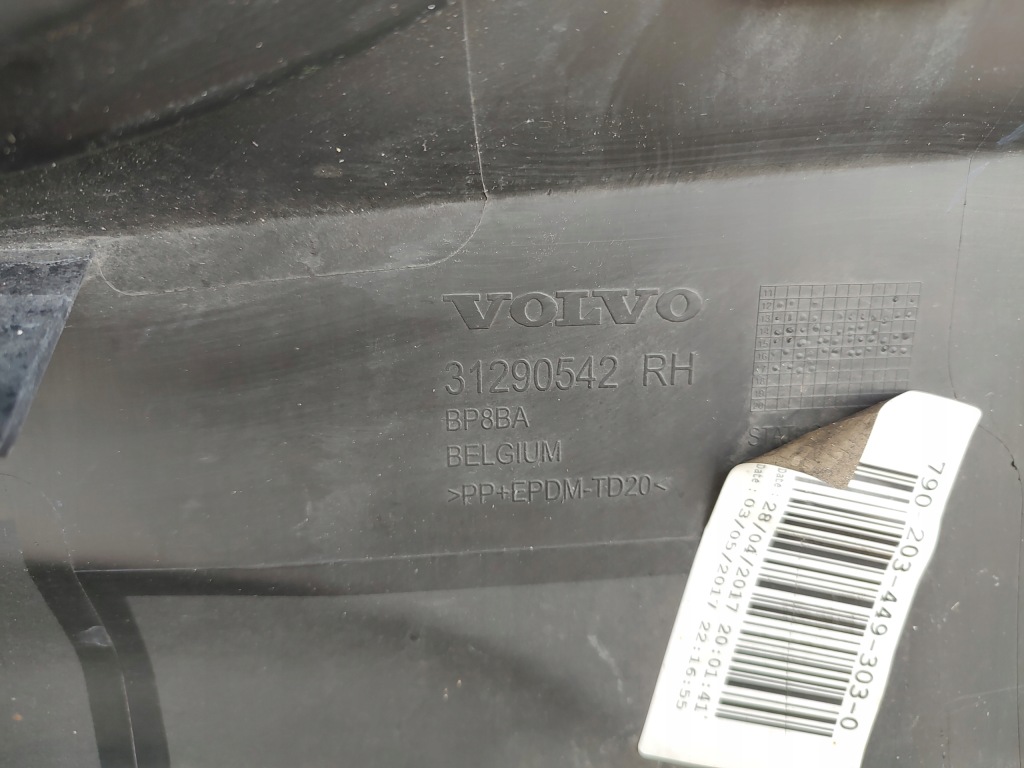 VOLVO
31290542 RH
BP8BA
BELGIUM
>PP+EPDM-TD20<
790 203-449-303-0
Date : 28/04/2017 20:01:41
Date : 03/05/2017 22:16:55